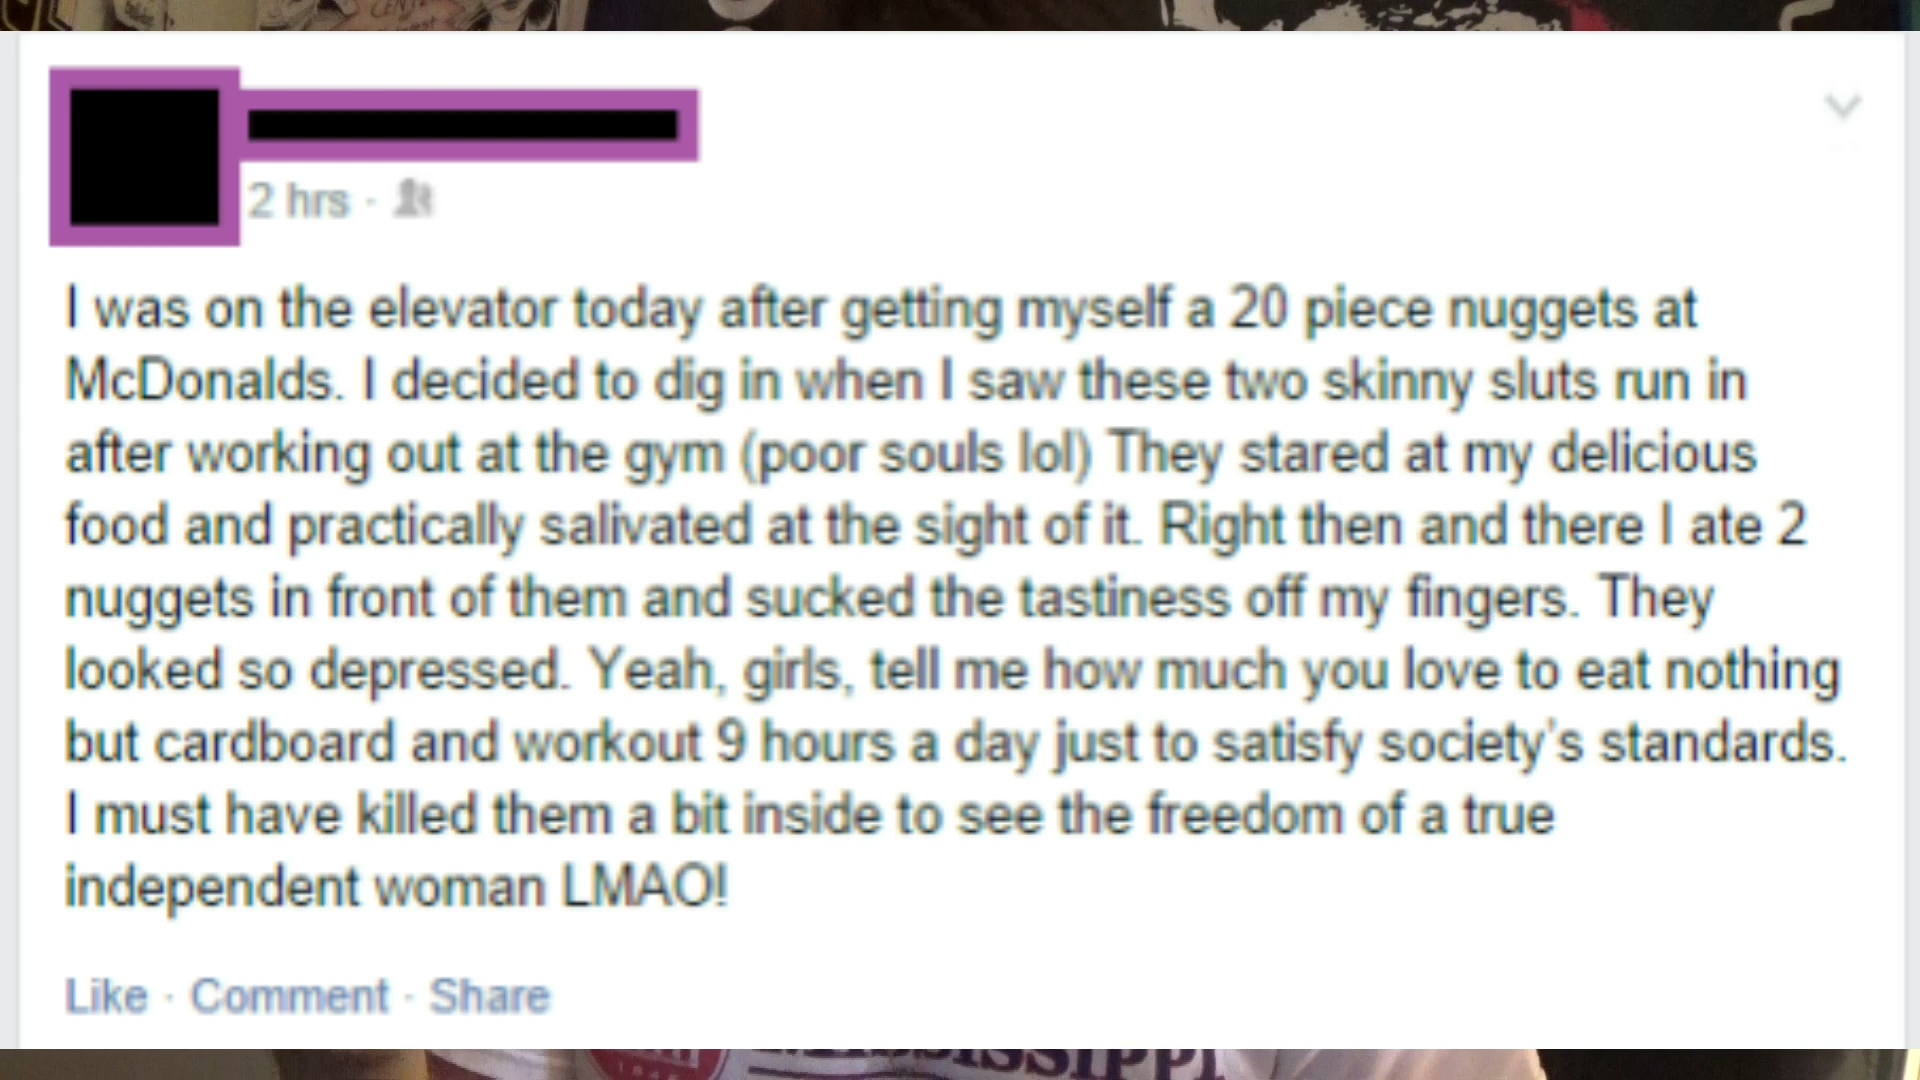 2 hrs ·
I was on the elevator today after getting myself a 20 piece nuggets at
McDonalds. I decided to dig in when I saw these two skinny sluts run in
after working out at the gym (poor souls lol) They stared at my delicious
food and practically salivated at the sight of it. Right then and there I ate 2
nuggets in front of them and sucked the tastiness off my fingers. They
looked so depressed. Yeah, girls, tell me how much you love to eat nothing
but cardboard and workout 9 hours a day just to satisfy society's standards.
I must have killed them a bit inside to see the freedom of a true
independent woman LMAO!
Like · Comment · Share
MISSISSIPPI